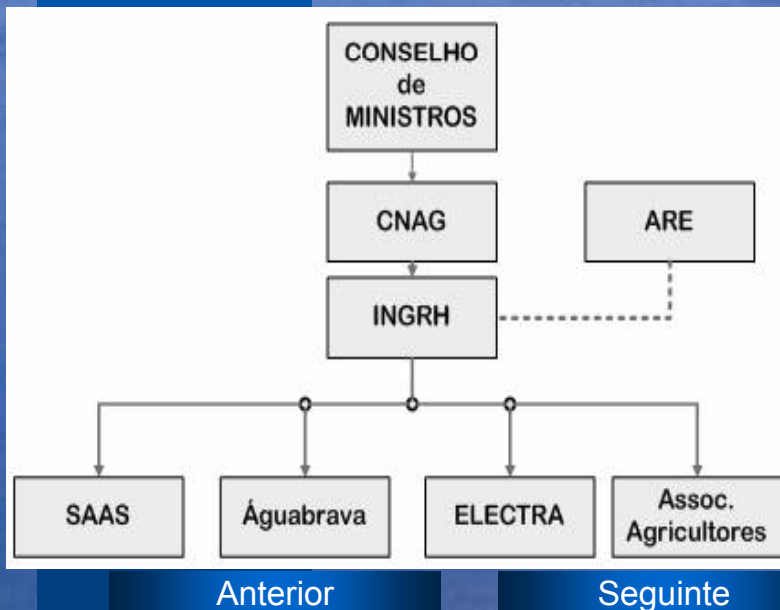 CONSELHO
de
MINISTROS
CNAG
ARE
INGRH
SAAS
Águabrava
ELECTRA
Assoc.
Agricultores
Anterior
Seguinte